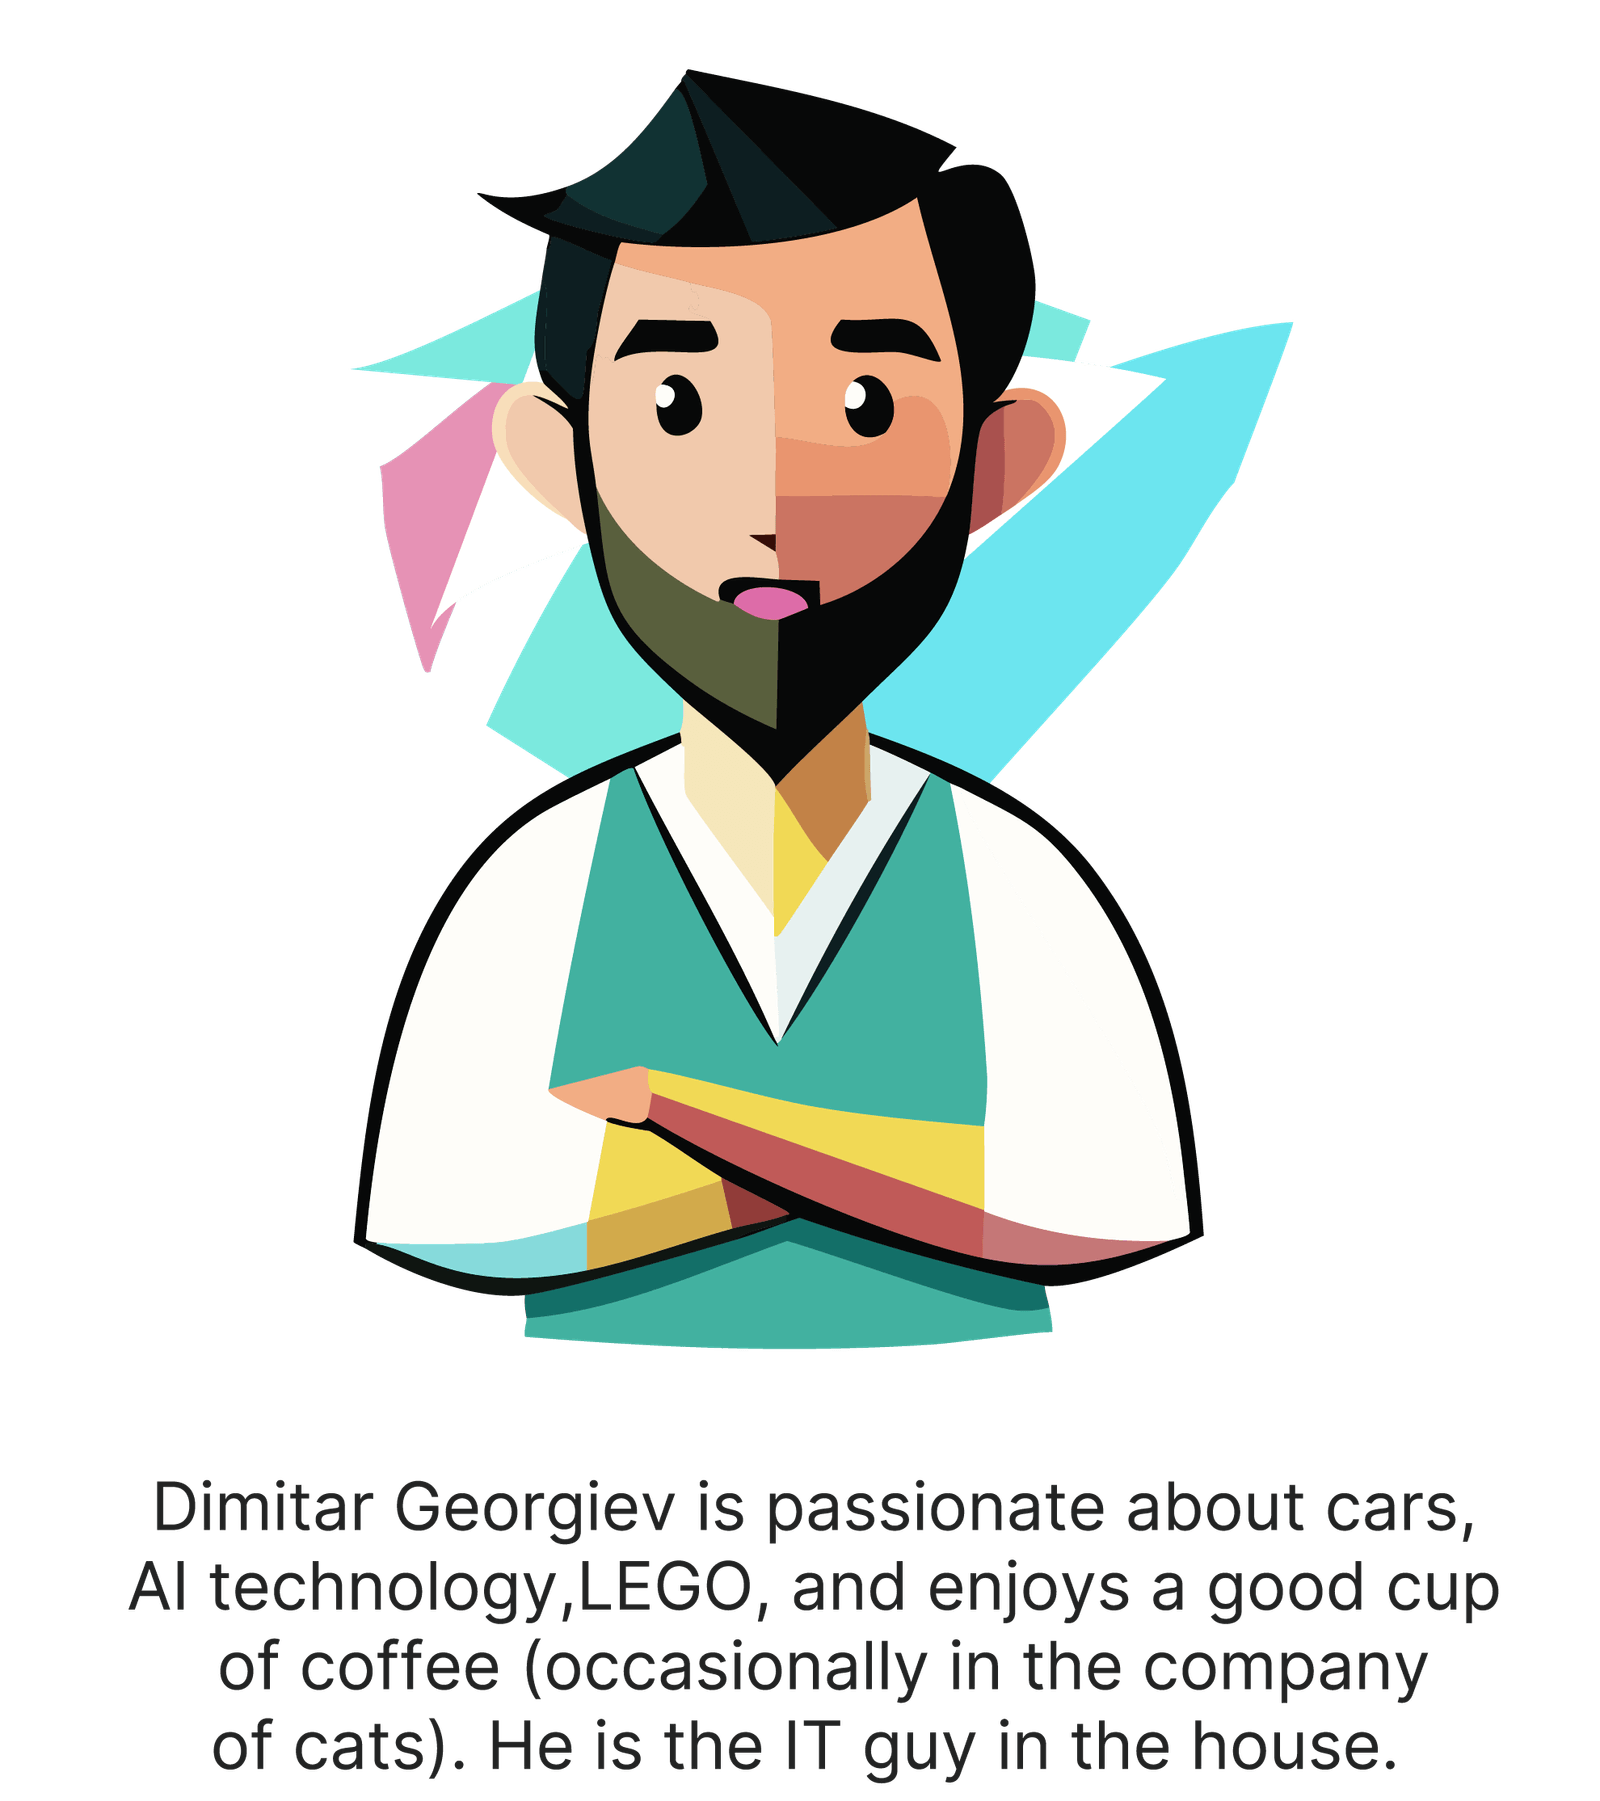 Dimitar Georgiev is passionate about cars,
AI technology,LEGO, and enjoys a good cup
of coffee (occasionally in the company
of cats). He is the IT guy in the house.